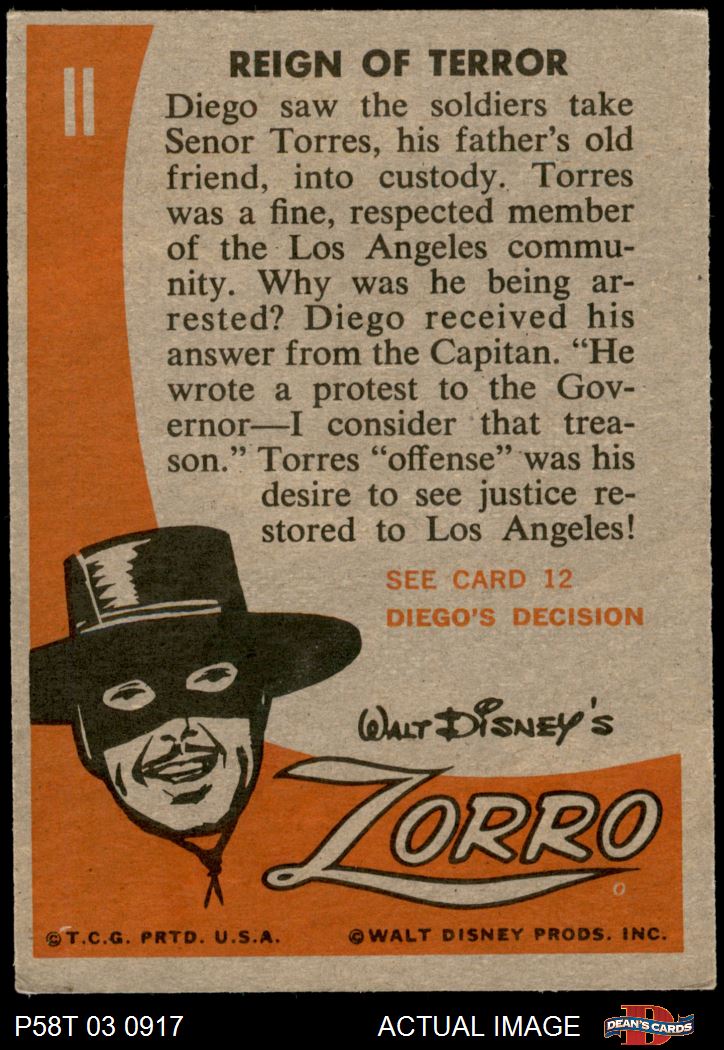 11
REIGN OF TERROR
Diego saw the soldiers take
Senor Torres, his father's old
friend, into custody. Torres
was a fine, respected member
of the Los Angeles commu-
nity. Why was he being ar-
rested? Diego received his
answer from the Capitan. “He
wrote a protest to the Gov-
ernor—I consider that trea-
son.” Torres “offense” was his
desire to see justice re-
stored to Los Angeles!
SEE CARD 12
DIEGO'S DECISION
WALT DISNEY'S
ZORRO
©T.C.G. PRTD. U.S.A.
©WALT DISNEY PRODS. INC.
P58T 03 0917
ACTUAL IMAGE
D
DEAN'S CARDS